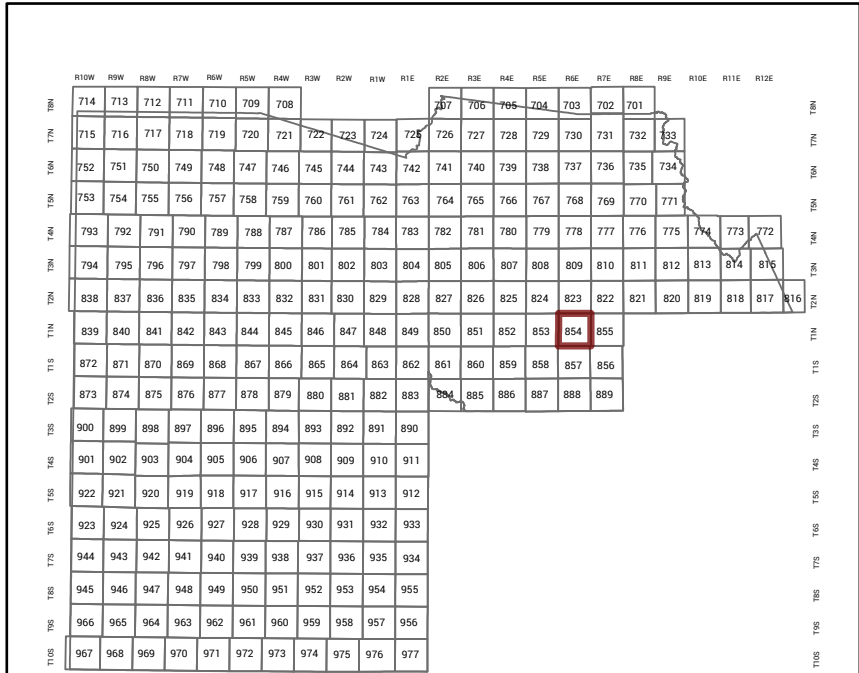 R10W R9W R8W R7W R6W R5W R4W R3W R2W R1W R1E R2E R3E R4E R5E R6E R7E R8E R9E R10E R11E R12E
T8N 714 713 712 711 710 709 708 707 706 705 704 703 702 701 T8N
T7N 715 716 717 718 719 720 721 722 723 724 725 726 727 728 729 730 731 732 733 T7N
T6N 752 751 750 749 748 747 746 745 744 743 742 741 740 739 738 737 736 735 734 T6N
T5N 753 754 755 756 757 758 759 760 761 762 763 764 765 766 767 768 769 770 771 T5N
T4N 793 792 791 790 789 788 787 786 785 784 783 782 781 780 779 778 777 776 775 774 773 772 T4N
T3N 794 795 796 797 798 799 800 801 802 803 804 805 806 807 808 809 810 811 812 813 814 815 T3N
T2N 838 837 836 835 834 833 832 831 830 829 828 827 826 825 824 823 822 821 820 819 818 817 816 T2N
T1N 839 840 841 842 843 844 845 846 847 848 849 850 851 852 853 854 855 T1N
T1S 872 871 870 869 868 867 866 865 864 863 862 861 860 859 858 857 856 T1S
T2S 873 874 875 876 877 878 879 880 881 882 883 884 885 886 887 888 889 T2S
T3S 900 899 898 897 896 895 894 893 892 891 890 T3S
T4S 901 902 903 904 905 906 907 908 909 910 911 T4S
T5S 922 921 920 919 918 917 916 915 914 913 912 T5S
T6S 923 924 925 926 927 928 929 930 931 932 933 T6S
T7S 944 943 942 941 940 939 938 937 936 935 934 T7S
T8S 945 946 947 948 949 950 951 952 953 954 955 T8S
T9S 966 965 964 963 962 961 960 959 958 957 956 T9S
T10S 967 968 969 970 971 972 973 974 975 976 977 T10S